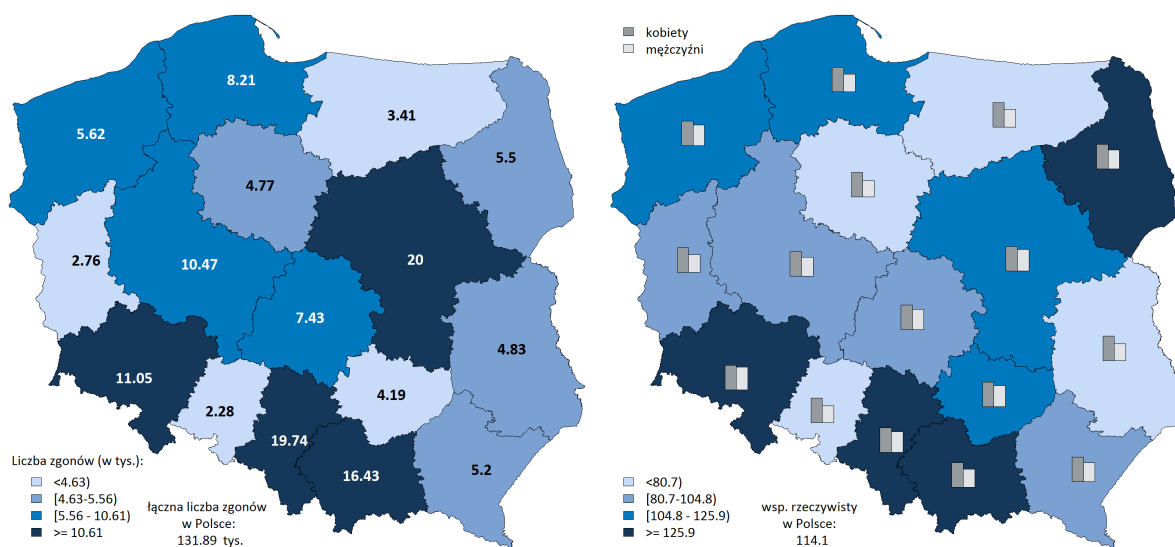 8.21
5.62
3.41
5.5
4.77
2.76
10.47
20
7.43
4.83
11.05
2.28
4.19
19.74
16.43
5.2
Liczba zgonów (w tys.):
<4.63)
[4.63-5.56)
[5.56 - 10.61)
>= 10.61
łączna liczba zgonów
w Polsce:
131.89 tys.
kobiety
mężczyźni
<80.7)
[80.7-104.8)
[104.8 - 125.9)
>= 125.9
wsp. rzeczywisty
w Polsce:
114.1